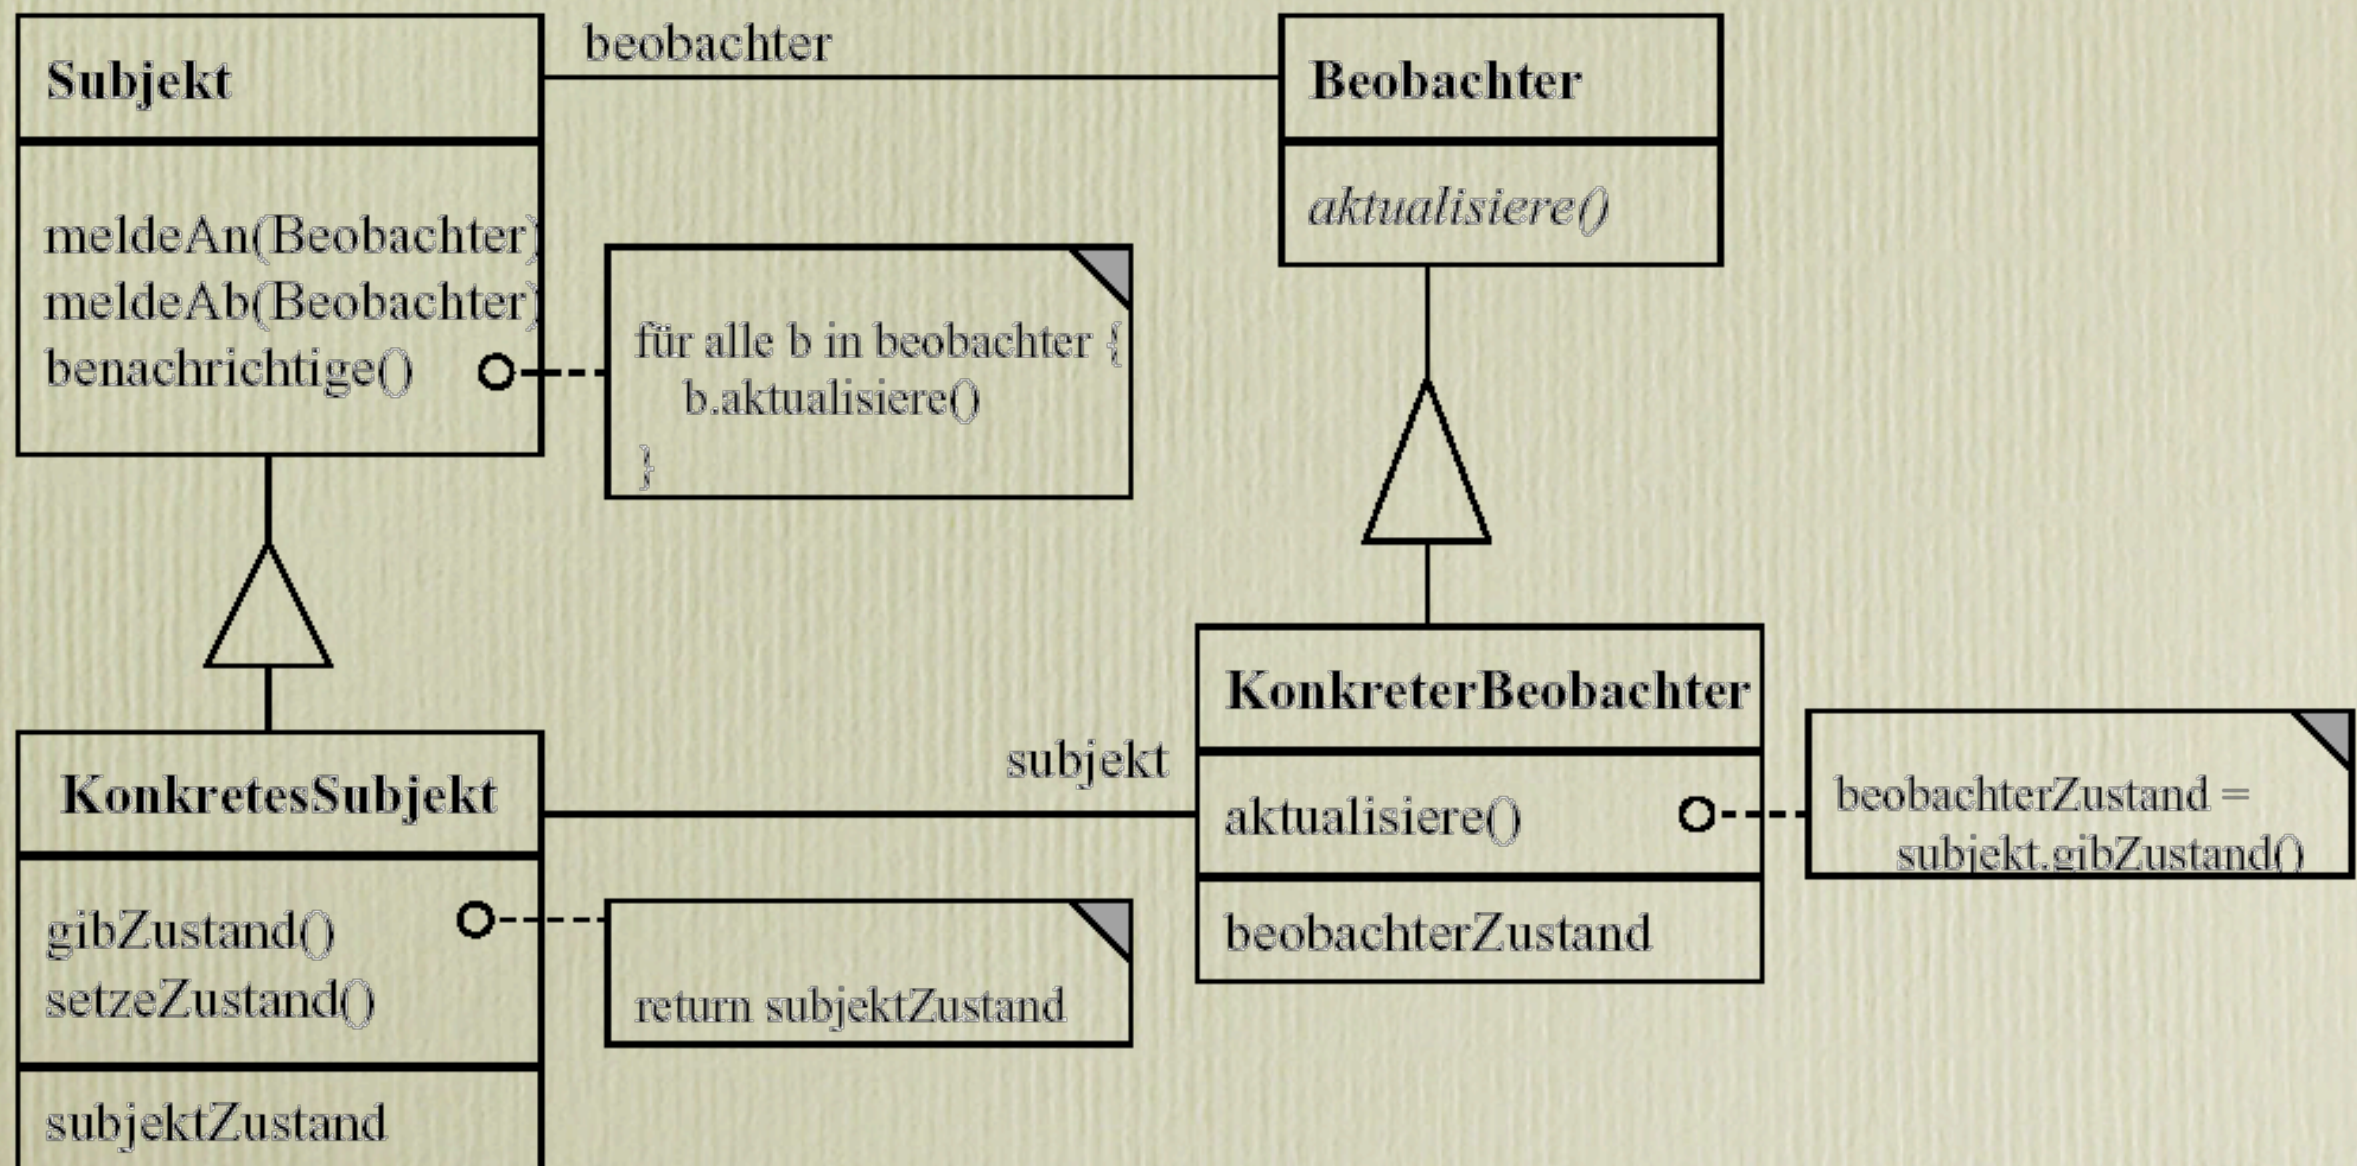 Subjekt
meldeAn(Beobachter)
meldeAb(Beobachter)
benachrichtige()
beobachter
Beobachter
aktualisiere()
für alle b in beobachter {
b.aktualisiere()
}
KonkretesSubjekt
gibZustand()
setzeZustand()
subjektZustand
return subjektZustand
subjekt
KonkreterBeobachter
aktualisiere()
beobachterZustand
beobachterZustand =
subjekt.gibZustand()